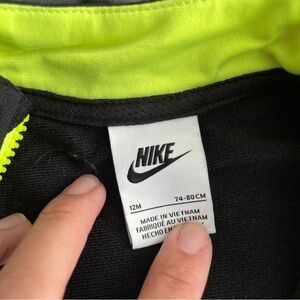 NIKE
12M 74-80CM
MADE IN VIETNAM
FABRIQUÉ AU VIETNAM
HECHO EN